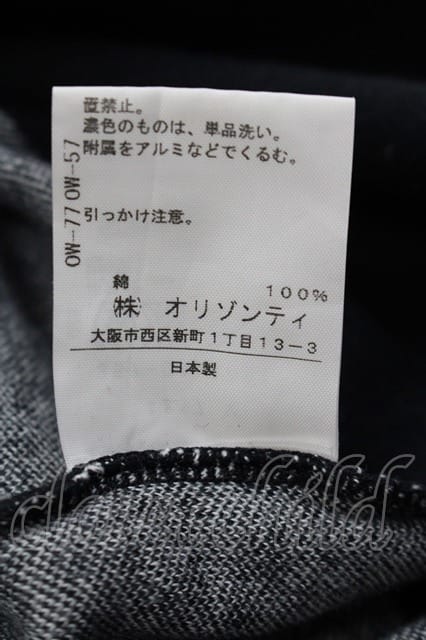 置禁止。
濃色のものは、単品洗い。
附属をアルミなどでくるむ。
引っかけ注意。
OW-770W-57
綿 100%
㈱ オリゾンティ
大阪市西区新町1丁目13-3
日本製
closetchild